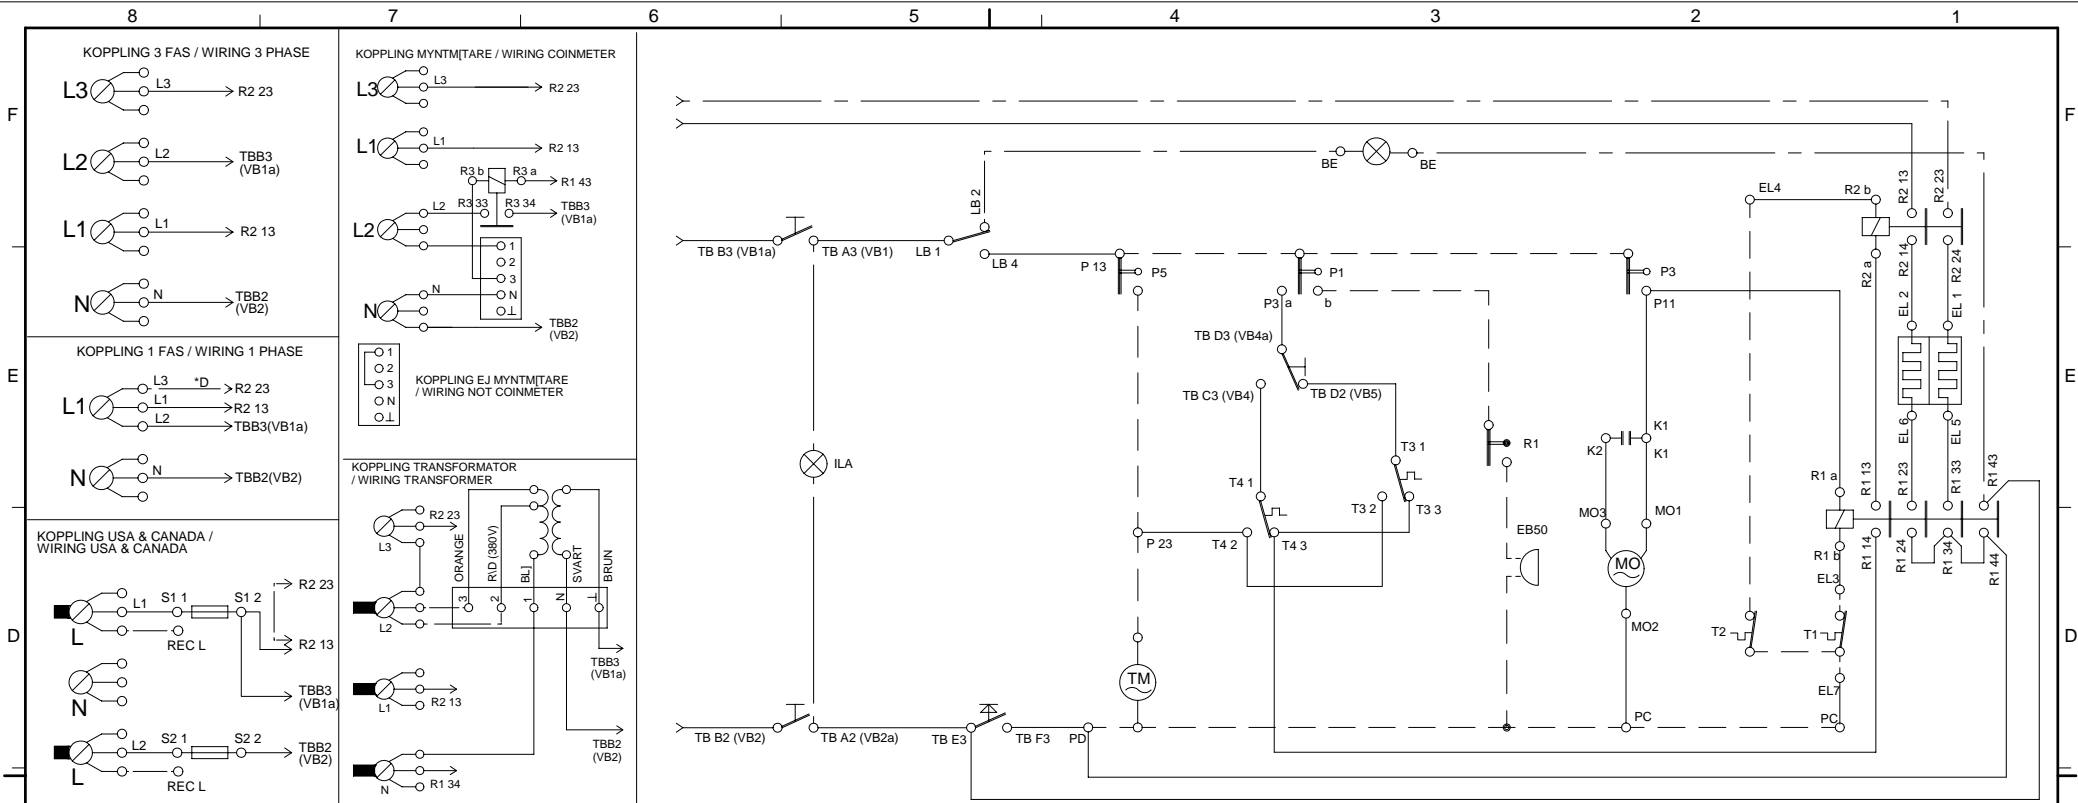 8 7 6 5 4 3 2 1
F
E
D
F
E
D
KOPPLING 3 FAS / WIRING 3 PHASE
L3 L3 R2 23
L2 L2 TBB3
(VB1a)
L1 L1 R2 13
N N TBB2
(VB2)
KOPPLING 1 FAS / WIRING 1 PHASE
L3 *D R2 23
L1 L1 R2 13
L2 TBB3(VB1a)
N N TBB2(VB2)
KOPPLING USA & CANADA /
WIRING USA & CANADA
R2 23
L1 S1 1 S1 2
L REC L R2 13
TBB3
(VB1a)
N
L2 S2 1 S2 2 TBB2
(VB2)
L REC L
KOPPLING MYNTM[TARE / WIRING COINMETER
L3 L3 R2 23
L1 L1 R2 13
R3 b R3 a R1 43
L2 L2 R3 33 R3 34 TBB3
(VB1a)
1
2
3
N
⊥
N N TBB2
(VB2)
1
2
3
N
⊥
KOPPLING EJ MYNTM[TARE
/ WIRING NOT COINMETER
KOPPLING TRANSFORMATOR
/ WIRING TRANSFORMER
R2 23
L3
ORANGE
R\D (380V)
BL]
SVART
BRUN
3 2 1 N ⊥
L2
TBB3
(VB1a)
L1 R2 13
TBB2
(VB2)
N R1 34
BE BE
LB 2
TB B3 (VB1a) TB A3 (VB1) LB 1
LB 4
P 13 P5
P1
P3 a b
P3
P11
TB D3 (VB4a)
TB C3 (VB4) TB D2 (VB5)
ILA
T3 1
T3 2 T3 3
T4 1
P 23 T4 2 T4 3
R1
EB50
K1
K2 K1
MO3 MO1
MO
MO2
TM
EL4 R2 b
R2 13
R2 23
R2 a
R2 14
R2 24
EL 2
EL 1
EL 6
EL 5
R1 a
R1 13
R1 23
R1 33
R1 43
R1 b
R1 14
R1 24
R1 34
R1 44
EL3
T2 T1
EL7
TB B2 (VB2) TB A2 (VB2a) TB E3 TB F3 PD PC PC